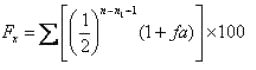 F_x = ∑[(1/2)^{n-n_1+1}(1+fa)]×100